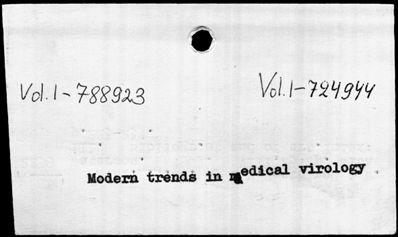 Vol.1-788923
Vol.1-724944
Modern trends in medical virology